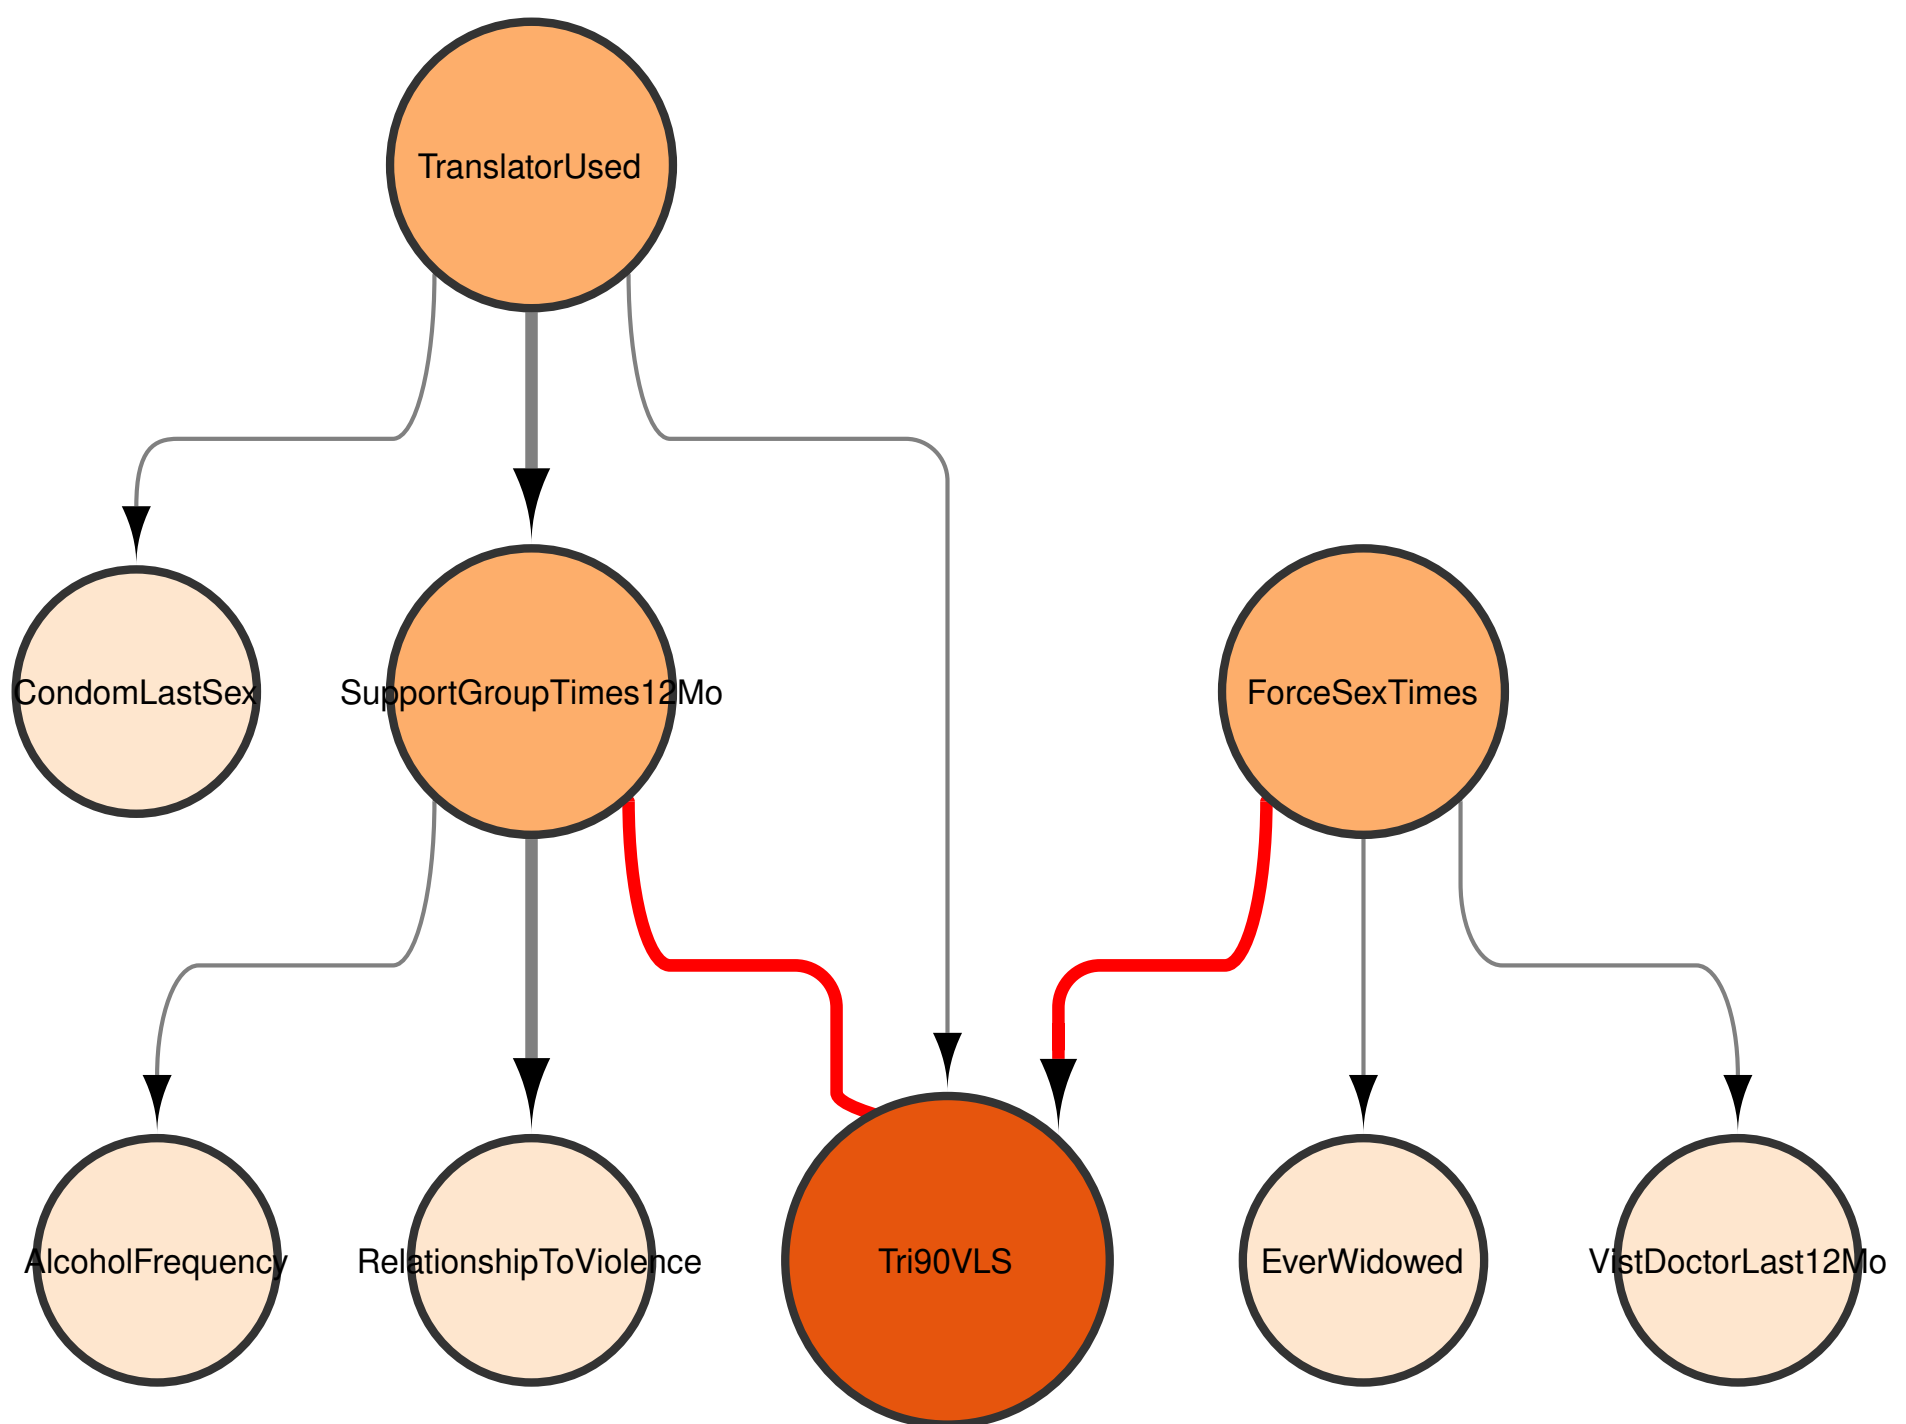 TranslatorUsed
CondomLastSex
SupportGroupTimes12Mo
ForceSexTimes
AlcoholFrequency
RelationshipToViolence
Tri90VLS
EverWidowed
VistDoctorLast12Mo